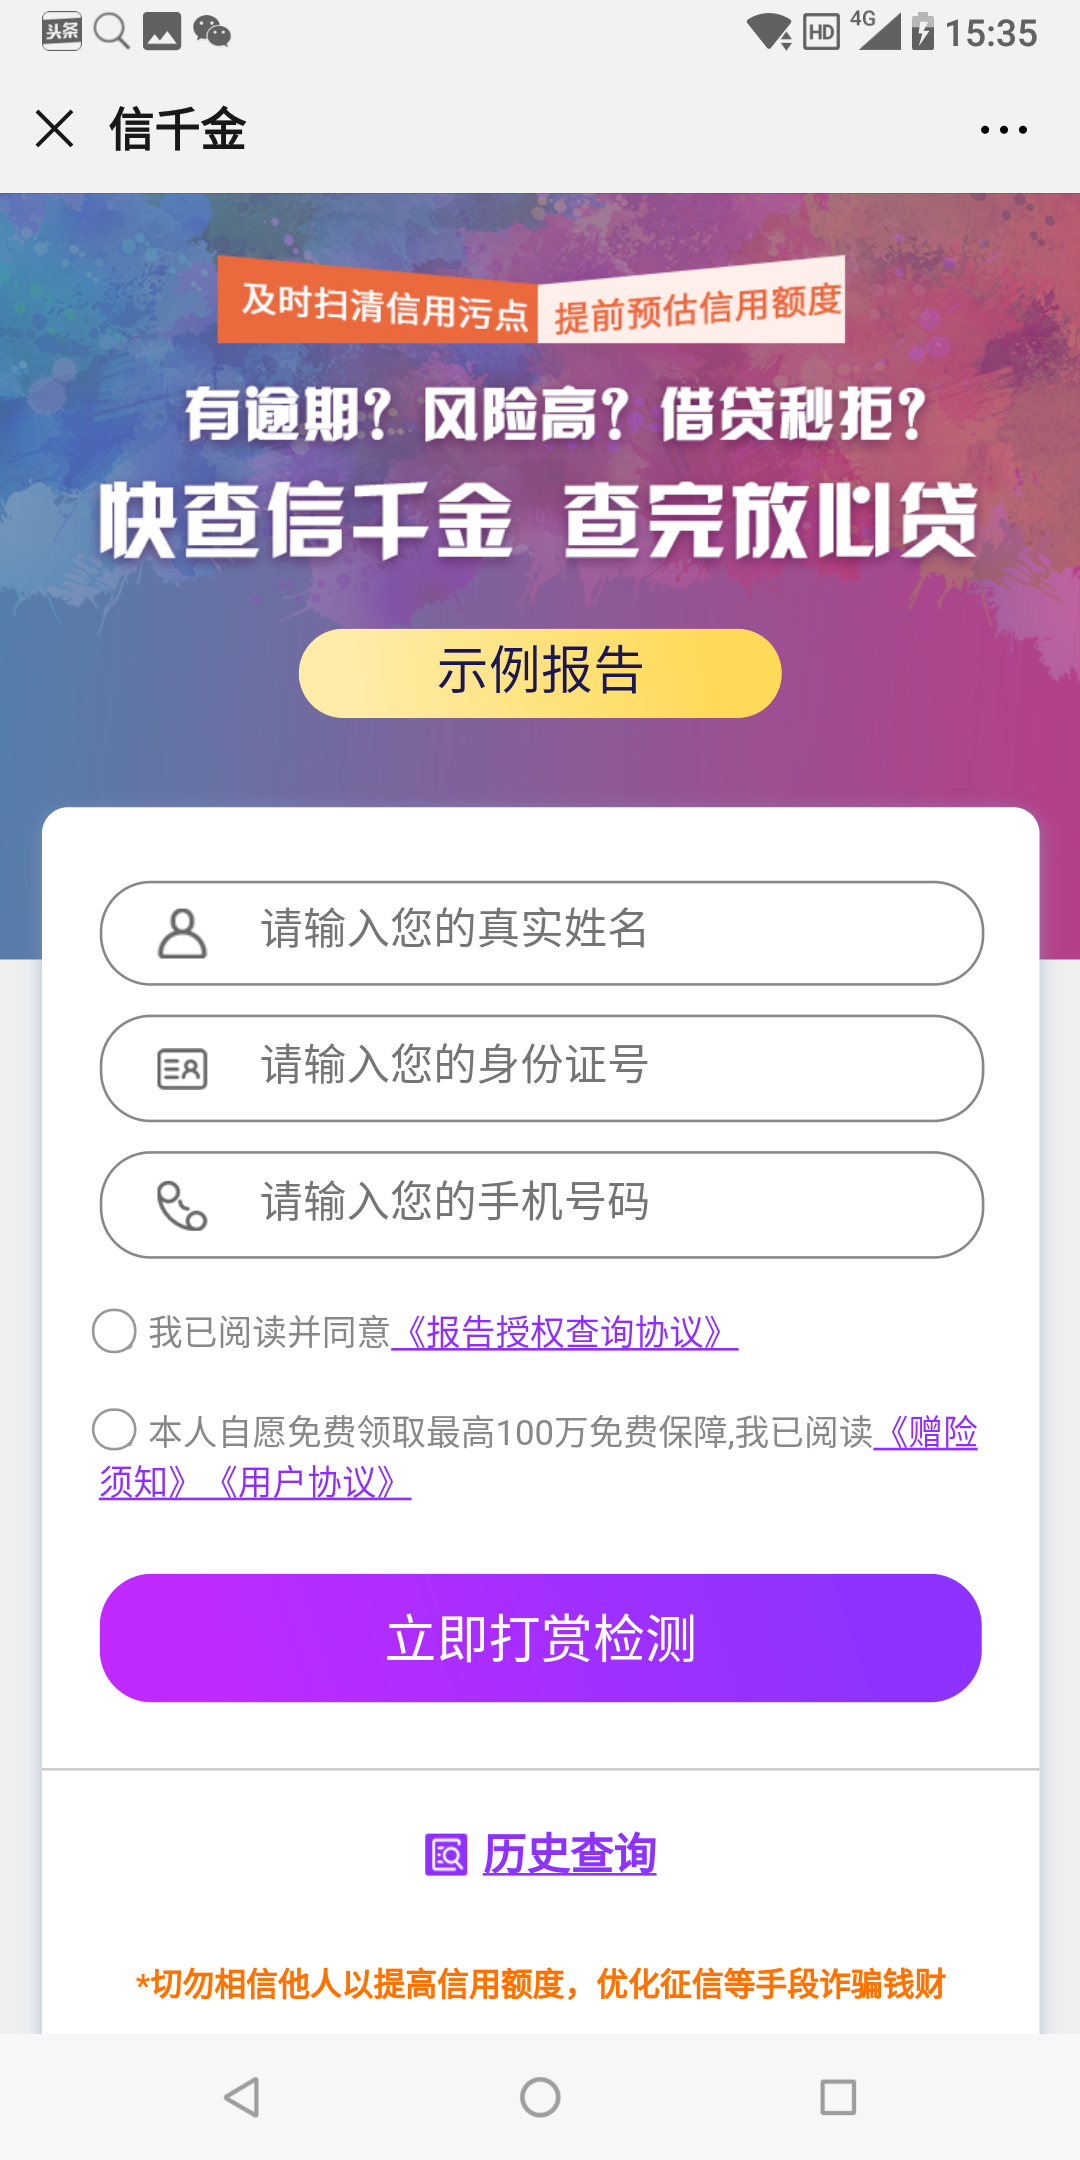 头条
HD
4G
15:35
信千金
及时扫清信用污点
提前预估信用额度
有逾期？风险高？借贷秒拒？
快查信千金 查完放心贷
示例报告
请输入您的真实姓名
请输入您的身份证号
请输入您的手机号码
我已阅读并同意《报告授权查询协议》
本人自愿免费领取最高100万免费保障,我已阅读《赠险
须知》《用户协议》
立即打赏检测
历史查询
*切勿相信他人以提高信用额度，优化征信等手段诈骗钱财